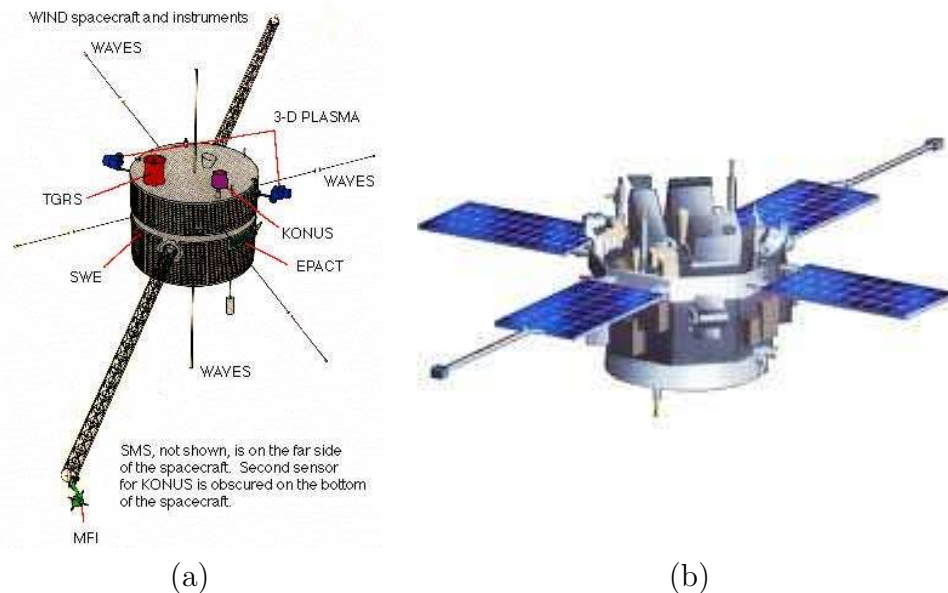 WIND spacecraft and instruments
WAVES
3-D PLASMA
WAVES
TGRS
KONUS
EPACT
SWE
WAVES
SMS, not shown, is on the far side
of the spacecraft. Second sensor
for KONUS is obscured on the bottom
of the spacecraft.
MFI
(a)
(b)